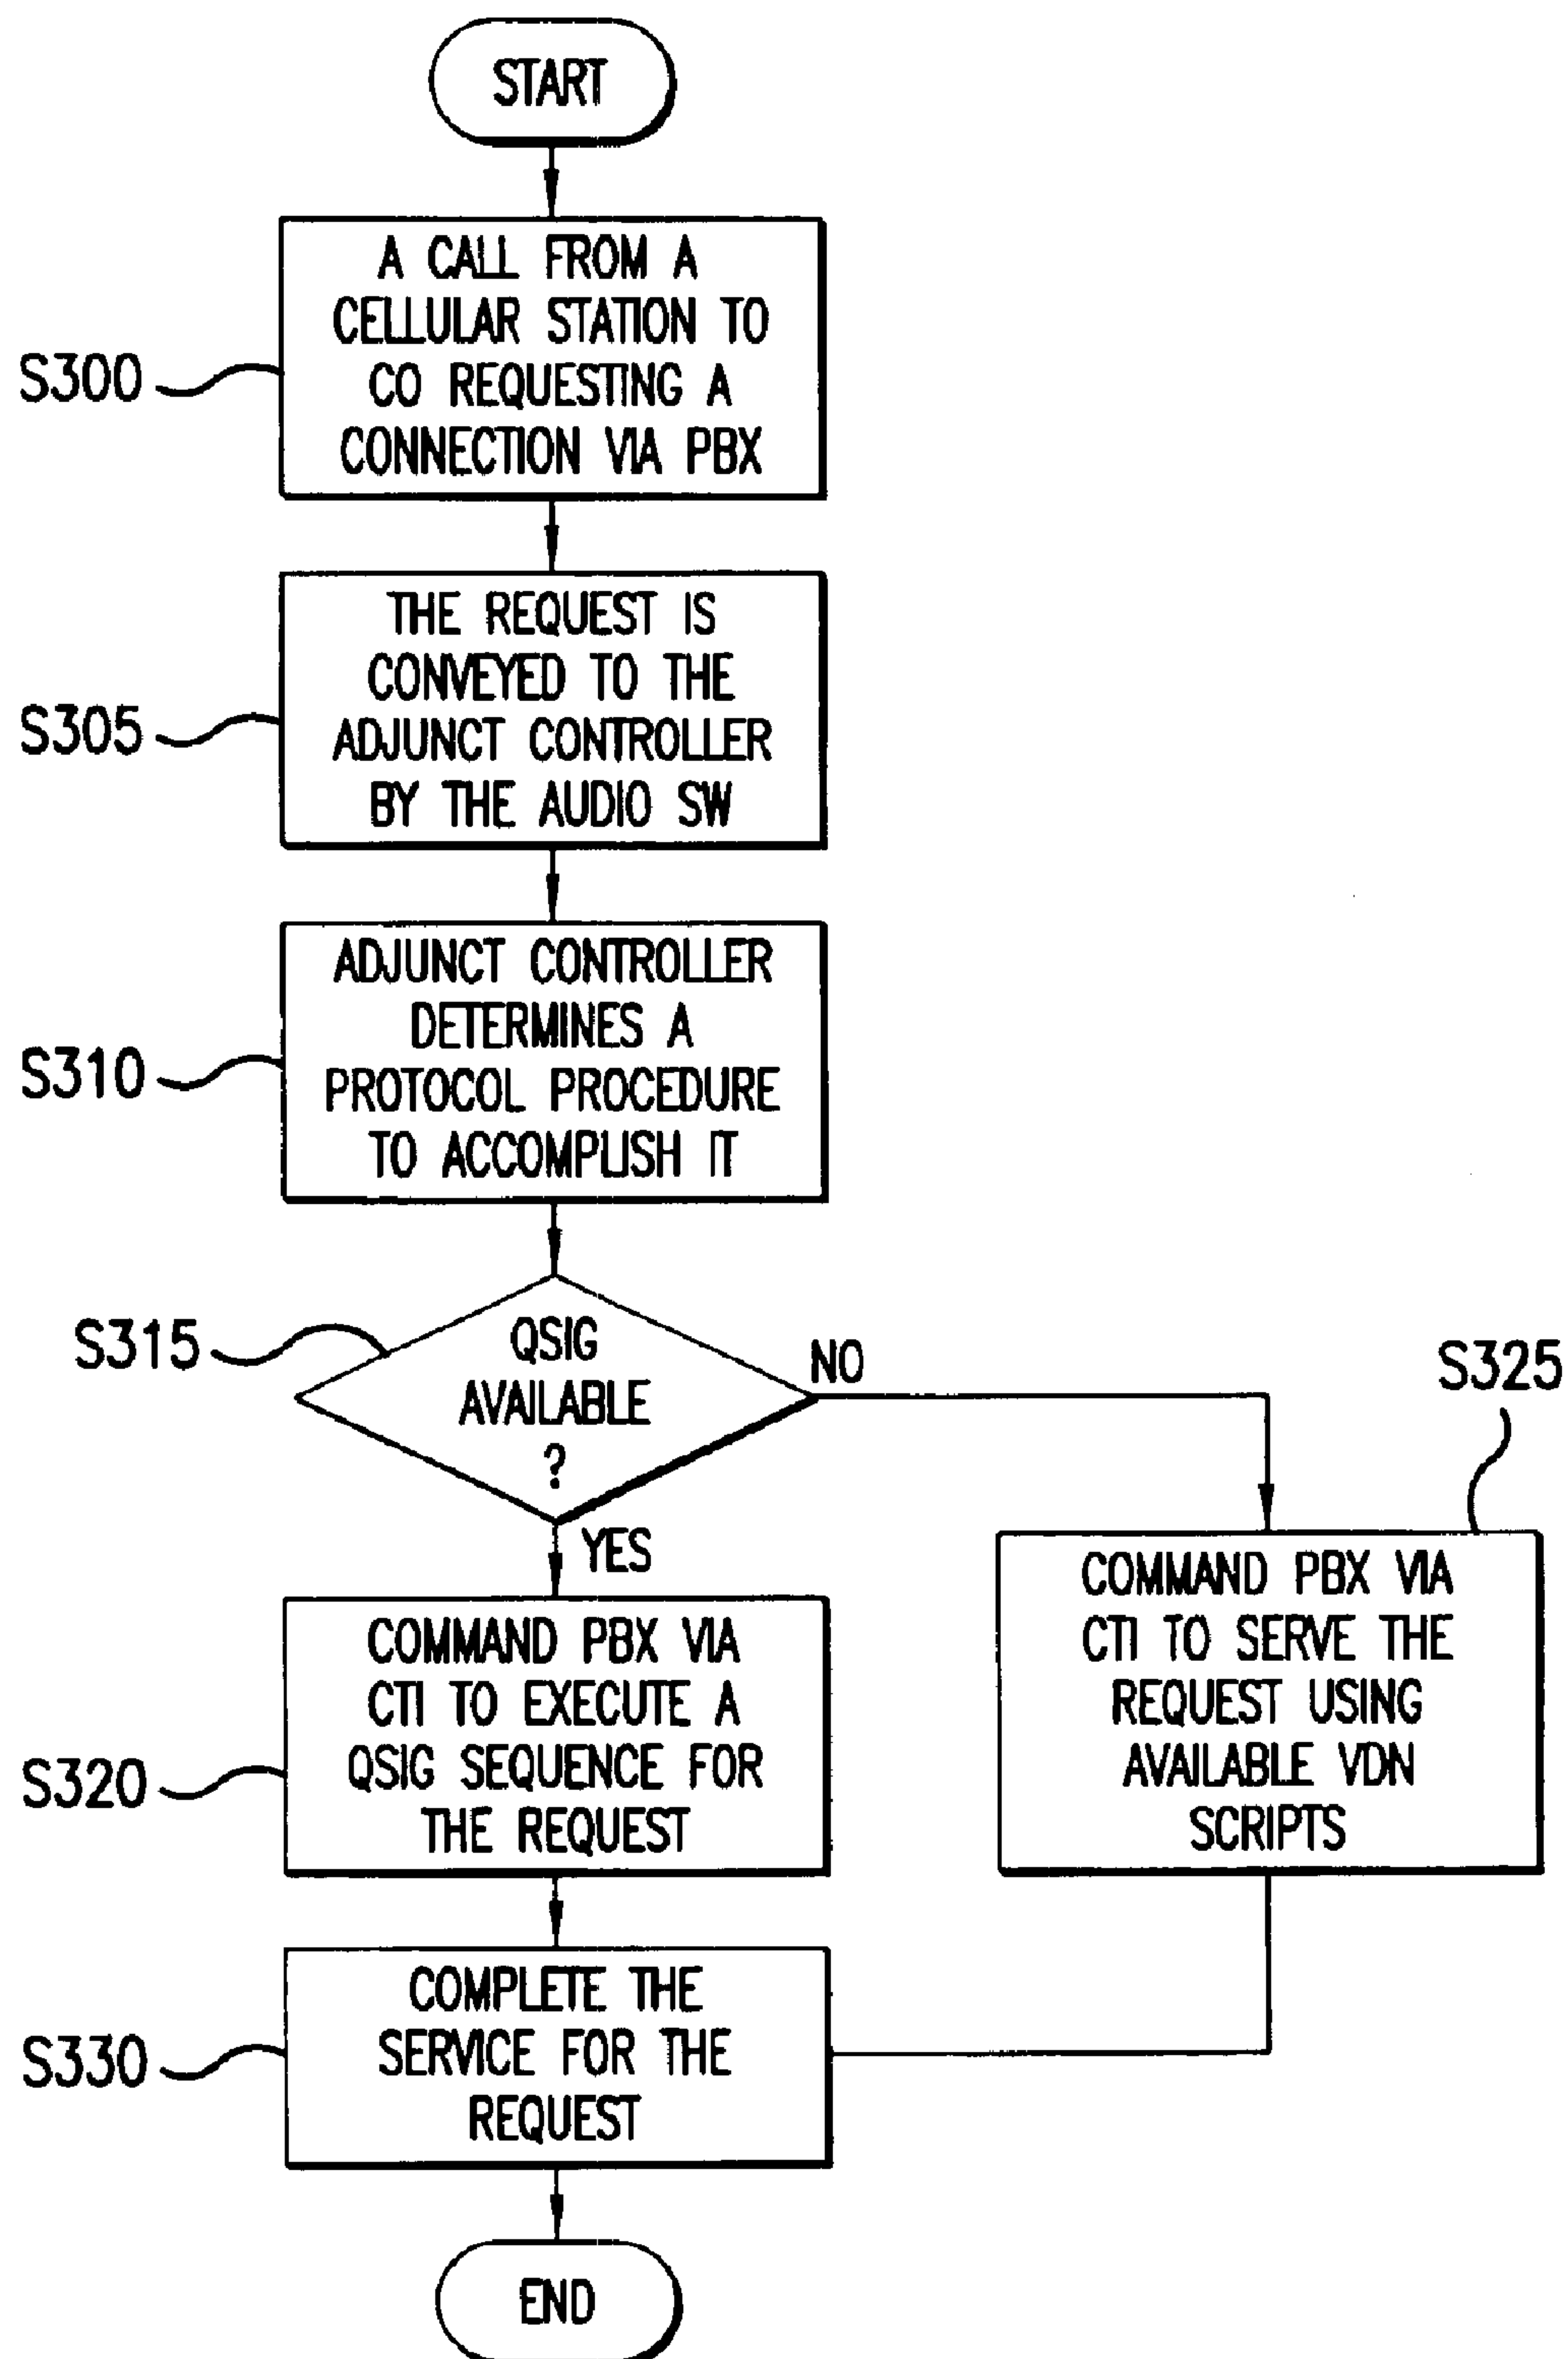 START
S300
A CALL FROM A
CELLULAR STATION TO
CO REQUESTING A
CONNECTION VIA PBX
S305
THE REQUEST IS
CONVEYED TO THE
ADJUNCT CONTROLLER
BY THE AUDIO SW
S310
ADJUNCT CONTROLLER
DETERMINES A
PROTOCOL PROCEDURE
TO ACCOMPLISH IT
S315
QSIG
AVAILABLE
?
NO
YES
S325
COMMAND PBX VIA
CTI TO SERVE THE
REQUEST USING
AVAILABLE VDN
SCRIPTS
S320
COMMAND PBX VIA
CTI TO EXECUTE A
QSIG SEQUENCE FOR
THE REQUEST
S330
COMPLETE THE
SERVICE FOR THE
REQUEST
END